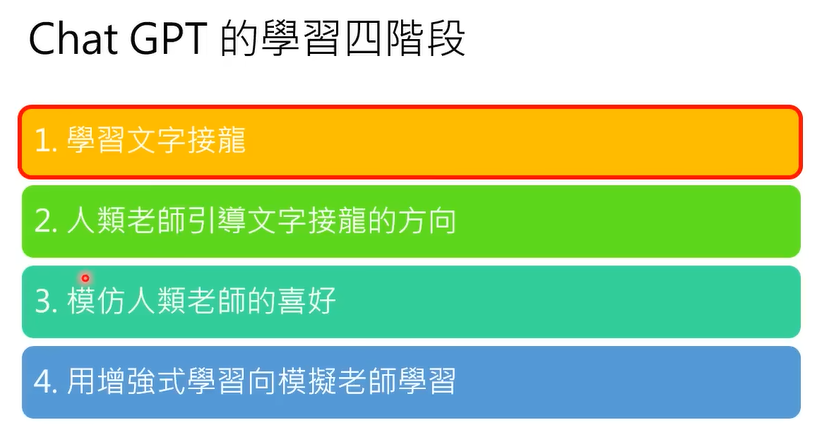 Chat GPT 的學習四階段
1. 學習文字接龍
2. 人類老師引導文字接龍的方向
3. 模仿人類老師的喜好
4. 用增強式學習向模擬老師學習